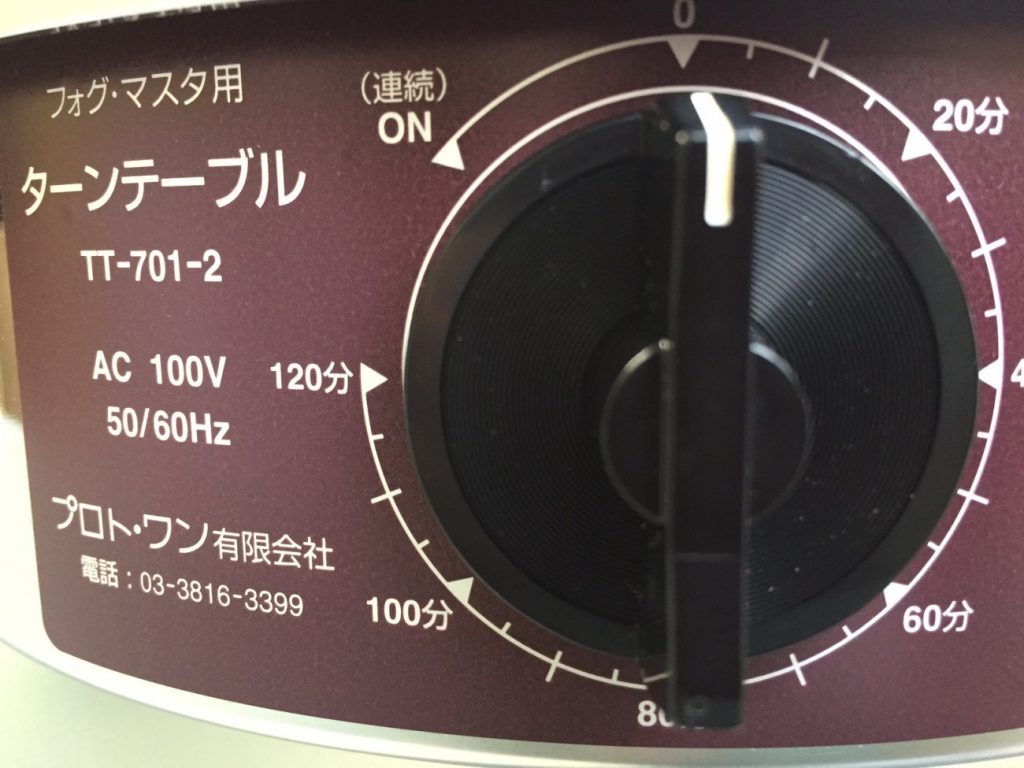 フォグ・マスタ用
ターンテーブル
TT-701-2
AC 100V
50/60Hz
プロト・ワン有限会社
電話：03-3816-3399
(連続)
ON
0
20分
60分
100分
120分